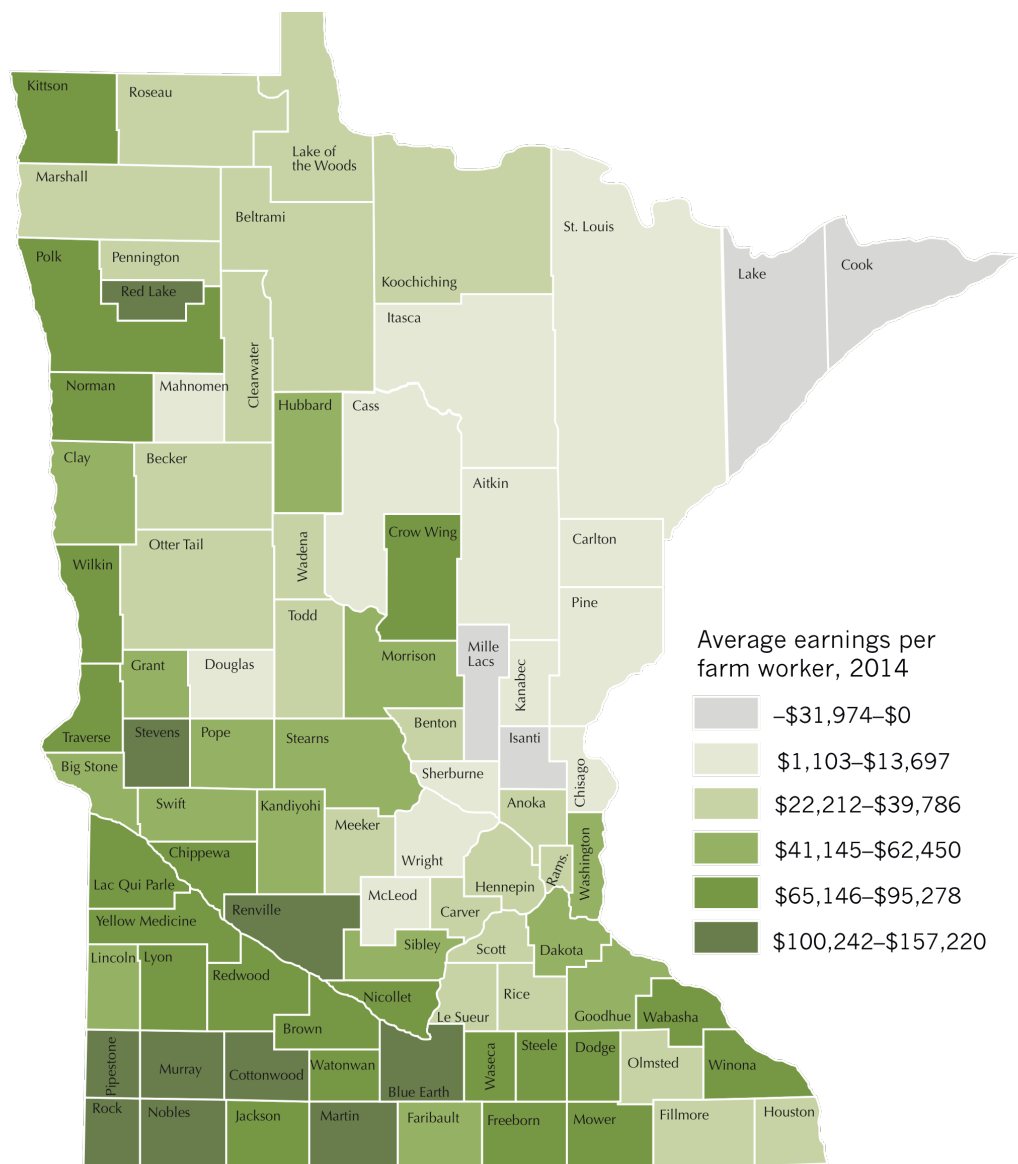 Kittson
Roseau
Lake of
the Woods
Marshall
Beltrami
St. Louis
Polk
Pennington
Koochiching
Lake
Cook
Red Lake
Itasca
Norman
Mahnomen
Clearwater
Hubbard
Cass
Clay
Becker
Aitkin
Otter Tail
Wadena
Crow Wing
Carlton
Wilkin
Todd
Pine
Grant
Douglas
Morrison
Mille
Lacs
Kanabec
Average earnings per
farm worker, 2014
–$31,974–$0
$1,103–$13,697
$22,212–$39,786
$41,145–$62,450
$65,146–$95,278
$100,242–$157,220
Traverse
Stevens
Pope
Stearns
Benton
Isanti
Big Stone
Sherburne
Chisago
Swift
Kandiyohi
Meeker
Anoka
Chippewa
Wright
Rams.
Washington
Lac Qui Parle
McLeod
Hennepin
Renville
Carver
Yellow Medicine
Sibley
Scott
Dakota
Lincoln
Lyon
Redwood
Nicollet
Le Sueur
Rice
Goodhue
Wabasha
Brown
Pipestone
Murray
Cottonwood
Watonwan
Blue Earth
Waseca
Steele
Dodge
Olmsted
Winona
Rock
Nobles
Jackson
Martin
Faribault
Freeborn
Mower
Fillmore
Houston